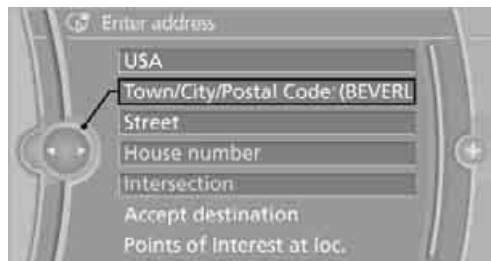 Enter address
USA
Town/City/Postal Code: (BEVERL
Street
House number
Intersection
Accept destination
Points of Interest at loc.